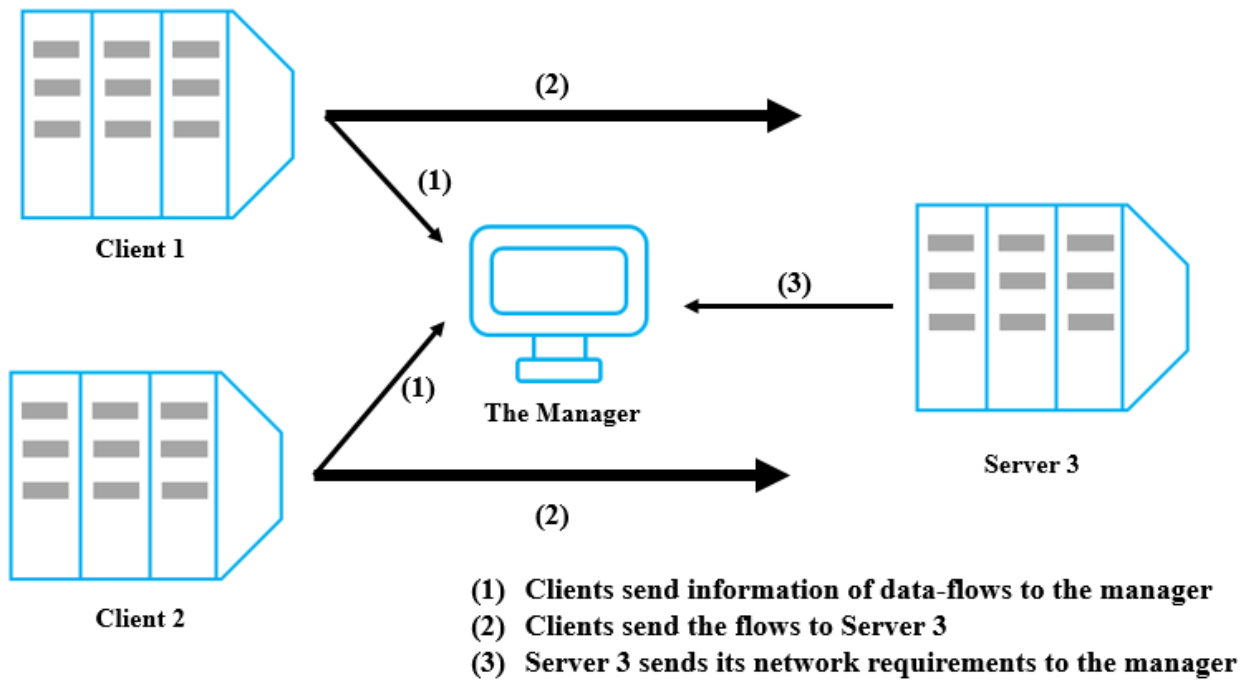 (2)
(1)
Client 1
(3)
(1)
The Manager
Server 3
(2)
Client 2
(1) Clients send information of data-flows to the manager
(2) Clients send the flows to Server 3
(3) Server 3 sends its network requirements to the manager